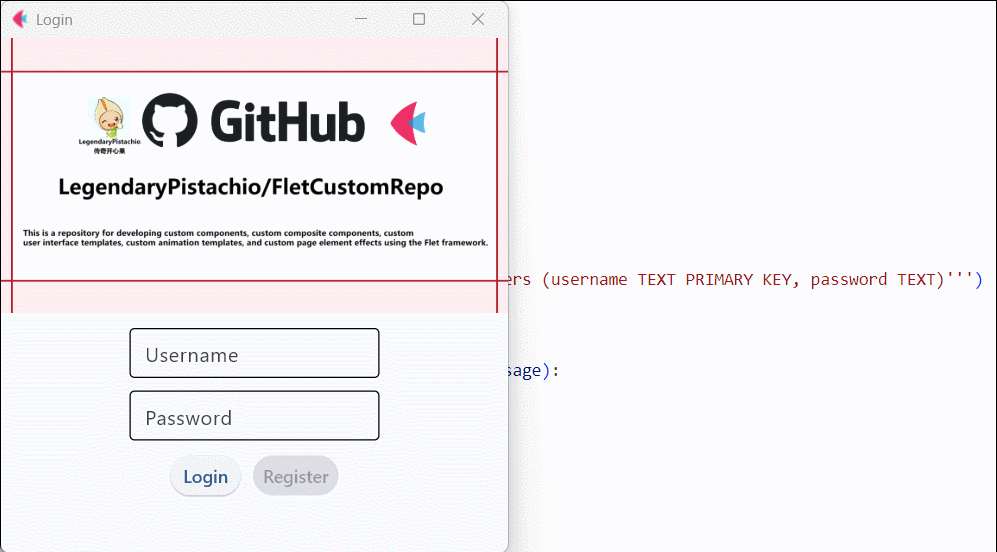 Login
LegendaryPistachio
传奇开心果
GitHub
LegendaryPistachio/FletCustomRepo
This is a repository for developing custom components, custom composite components, custom
user interface templates, custom animation templates, and custom page element effects using the Flet framework.
ers (username TEXT PRIMARY KEY, password TEXT)''')
Username
sage):
Password
Login
Register